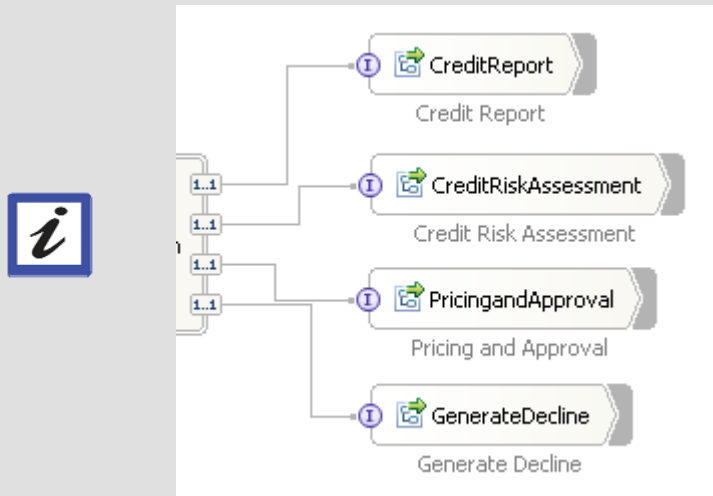 CreditReport
Credit Report
1..1
CreditRiskAssessment
1..1
Credit Risk Assessment
1..1
PricingandApproval
1..1
Pricing and Approval
GenerateDecline
Generate Decline